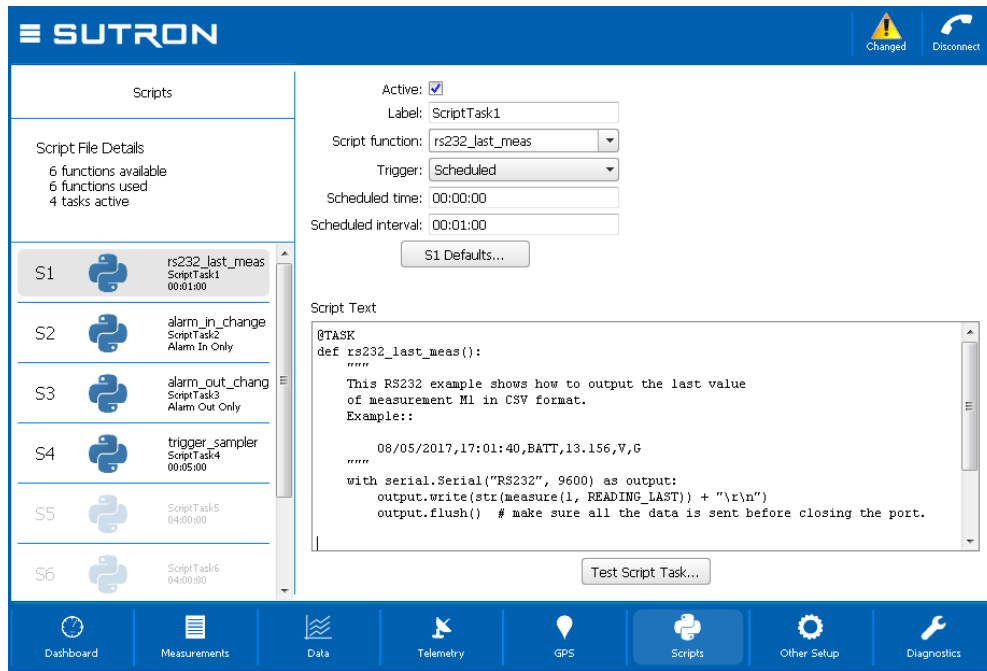 SUTRON
Changed
Disconnect
Scripts
Script File Details
6 functions available
6 functions used
4 tasks active
S1
rs232_last_meas
ScriptTask1
00:01:00
S2
alarm_in_change
ScriptTask2
Alarm In Only
S3
alarm_out_chang
ScriptTask3
Alarm Out Only
S4
trigger_sampler
ScriptTask4
00:05:00
S5
ScriptTask5
04:00:00
S6
ScriptTask6
04:00:00
Active:
Label: ScriptTask1
Script function: rs232_last_meas
Trigger: Scheduled
Scheduled time: 00:00:00
Scheduled interval: 00:01:00
S1 Defaults...
Script Text
@TASK
def rs232_last_meas():
"""
This RS232 example shows how to output the last value
of measurement M1 in CSV format.
Example::
08/05/2017,17:01:40,BATT,13.156,V,G
"""
with serial.Serial("RS232", 9600) as output:
output.write(str(measure(1, READING_LAST)) + "\r\n")
output.flush()  # make sure all the data is sent before closing the port.
Test Script Task...
Dashboard
Measurements
Data
Telemetry
GPS
Scripts
Other Setup
Diagnostics